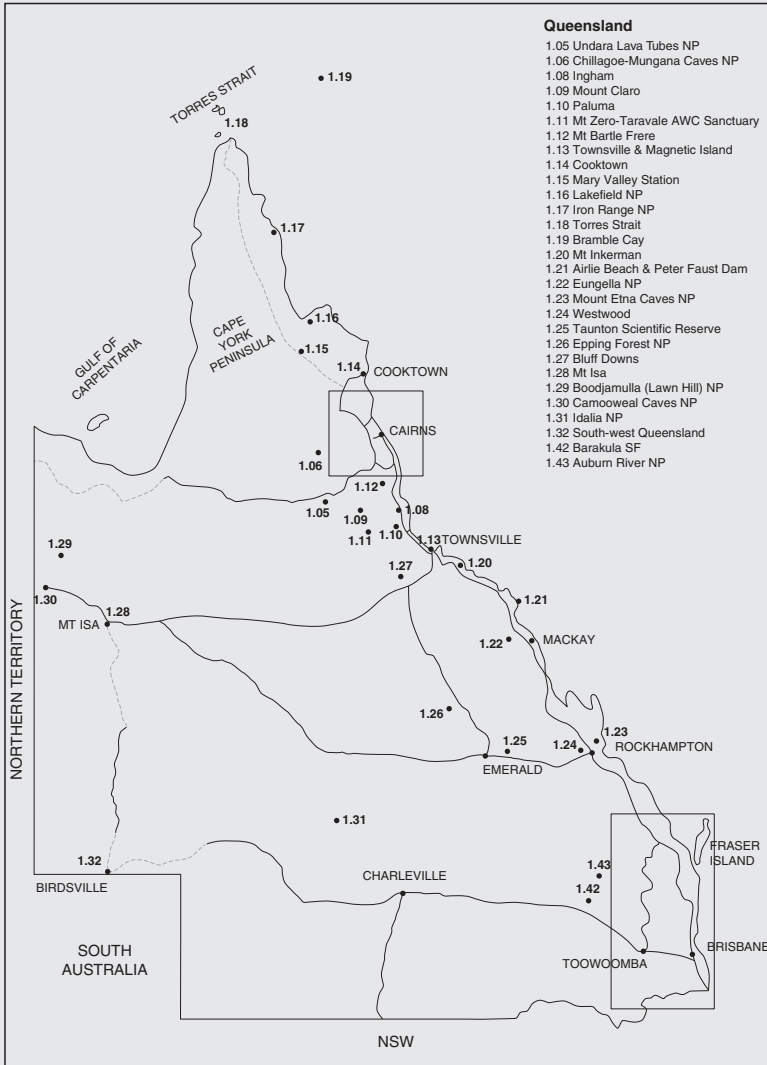 Queensland
1.05 Undara Lava Tubes NP
1.06 Chillagoe-Mungana Caves NP
1.08 Ingham
1.09 Mount Claro
1.10 Paluma
1.11 Mt Zero-Taravale AWC Sanctuary
1.12 Mt Bartle Frere
1.13 Townsville & Magnetic Island
1.14 Cooktown
1.15 Mary Valley Station
1.16 Lakefield NP
1.17 Iron Range NP
1.18 Torres Strait
1.19 Bramble Cay
1.20 Mt Inkerman
1.21 Airlie Beach & Peter Faust Dam
1.22 Eungella NP
1.23 Mount Etna Caves NP
1.24 Westwood
1.25 Taunton Scientific Reserve
1.26 Epping Forest NP
1.27 Bluff Downs
1.28 Mt Isa
1.29 Boodjamulla (Lawn Hill) NP
1.30 Camooweal Caves NP
1.31 Idalia NP
1.32 South-west Queensland
1.42 Barakula SF
1.43 Auburn River NP
TORRES STRAIT
1.19
1.18
1.17
1.16
CAPE
YORK
PENINSULA
1.15
GULF OF
CARPENTARIA
1.14
COOKTOWN
CAIRNS
1.06
1.12
1.05
1.09
1.08
1.11
1.10
1.13
TOWNSVILLE
1.29
1.27
1.20
1.30
1.28
1.21
MT ISA
1.22
MACKAY
NORTHERN TERRITORY
1.26
1.25
1.24
1.23
ROCKHAMPTON
EMERALD
1.31
FRASER
ISLAND
1.32
1.43
BIRDSVILLE
CHARLEVILLE
1.42
SOUTH
AUSTRALIA
TOOWOOMBA
BRISBANE
NSW